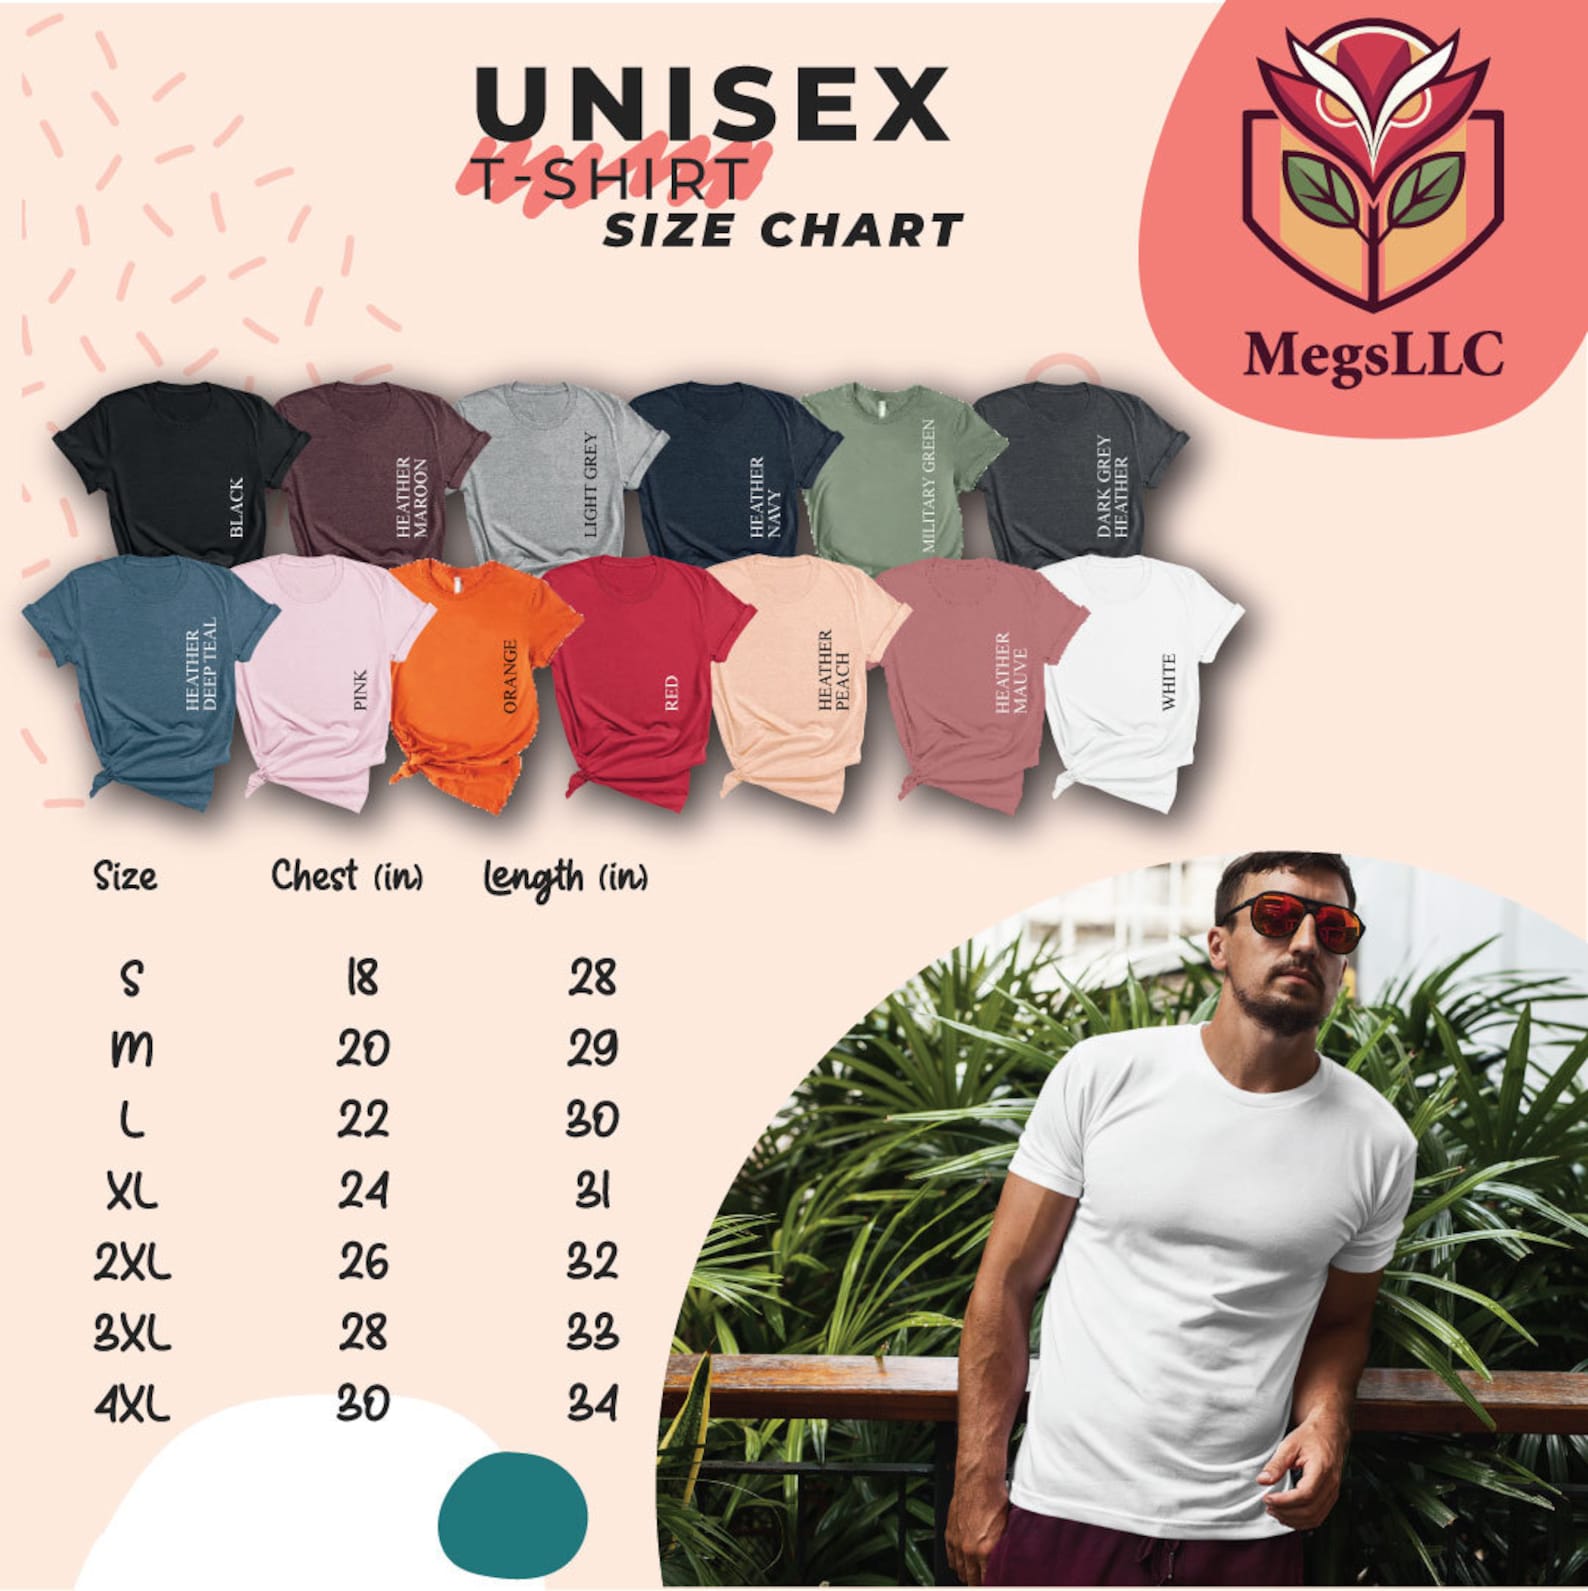 UNISEX
T-SHIRT
SIZE CHART
MegsLLC
BLACK
HEATHER
MAROON
LIGHT GREY
HEATHER
NAVY
MILITARY GREEN
DARK GREY
HEATHER
HEATHER
DEEP TEAL
PINK
ORANGE
RED
HEATHER
PEACH
HEATHER
MAUVE
WHITE
Size Chest (in) Length (in)
S 18 28
M 20 29
L 22 30
XL 24 31
2XL 26 32
3XL 28 33
4XL 30 34